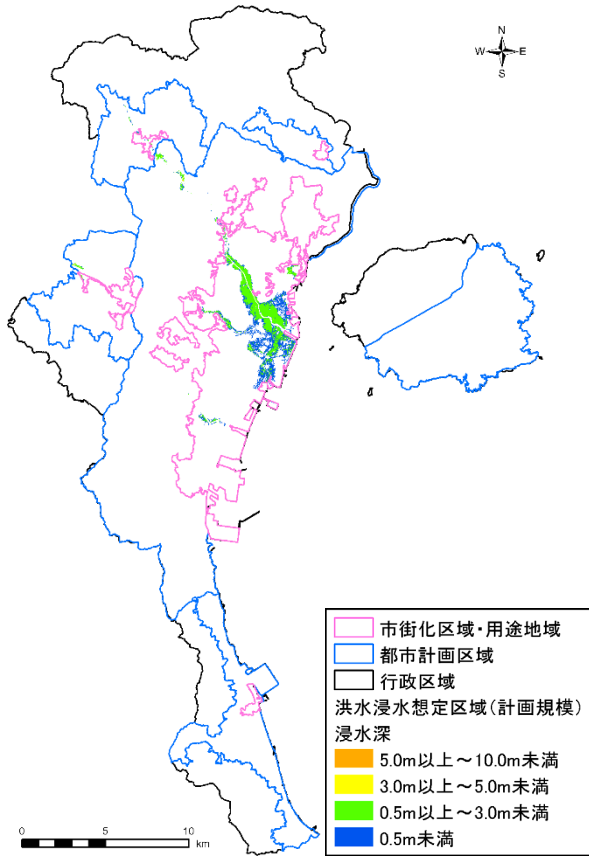 N
W E
S
市街化区域・用途地域
都市計画区域
行政区域
洪水浸水想定区域(計画規模)
浸水深
5.0m以上～10.0m未満
3.0m以上～5.0m未満
0.5m以上～3.0m未満
0.5m未満
0 5 10
km